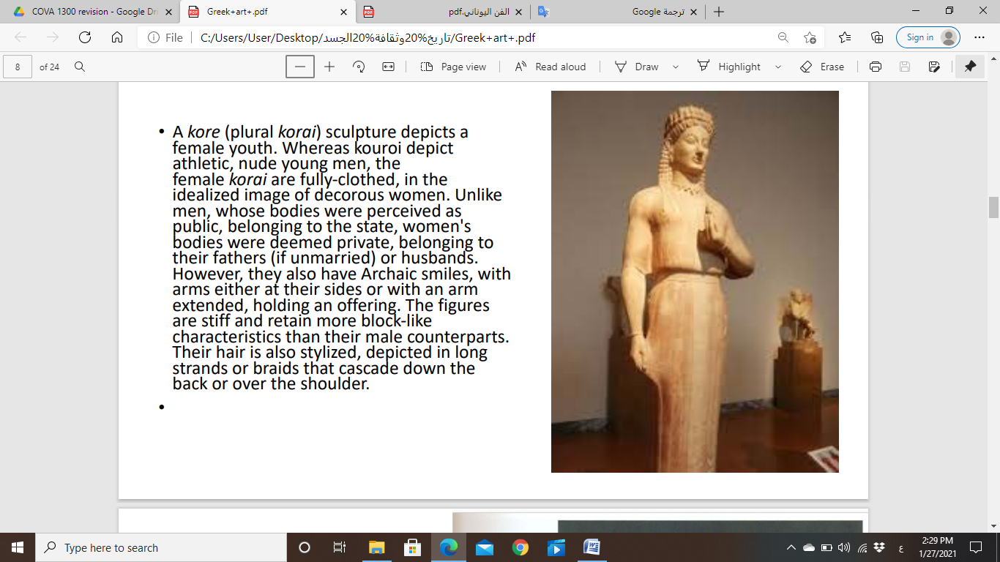 COVA 1300 revision - Google Dri
Greek+art+.pdf
الفن اليوناني.pdf
ترجمة Google
File
C:/Users/User/Desktop/تاريخ%20وثقافة%20الجسد/Greek+art+.pdf
Sign in
8 of 24
Page view
Read aloud
Draw
Highlight
Erase
• A kore (plural korai) sculpture depicts a
female youth. Whereas kouroi depict
athletic, nude young men, the
female korai are fully-clothed, in the
idealized image of decorous women. Unlike
men, whose bodies were perceived as
public, belonging to the state, women's
bodies were deemed private, belonging to
their fathers (if unmarried) or husbands.
However, they also have Archaic smiles, with
arms either at their sides or with an arm
extended, holding an offering. The figures
are stiff and retain more block-like
characteristics than their male counterparts.
Their hair is also stylized, depicted in long
strands or braids that cascade down the
back or over the shoulder.
•
Type here to search
ع
2:29 PM
1/27/2021